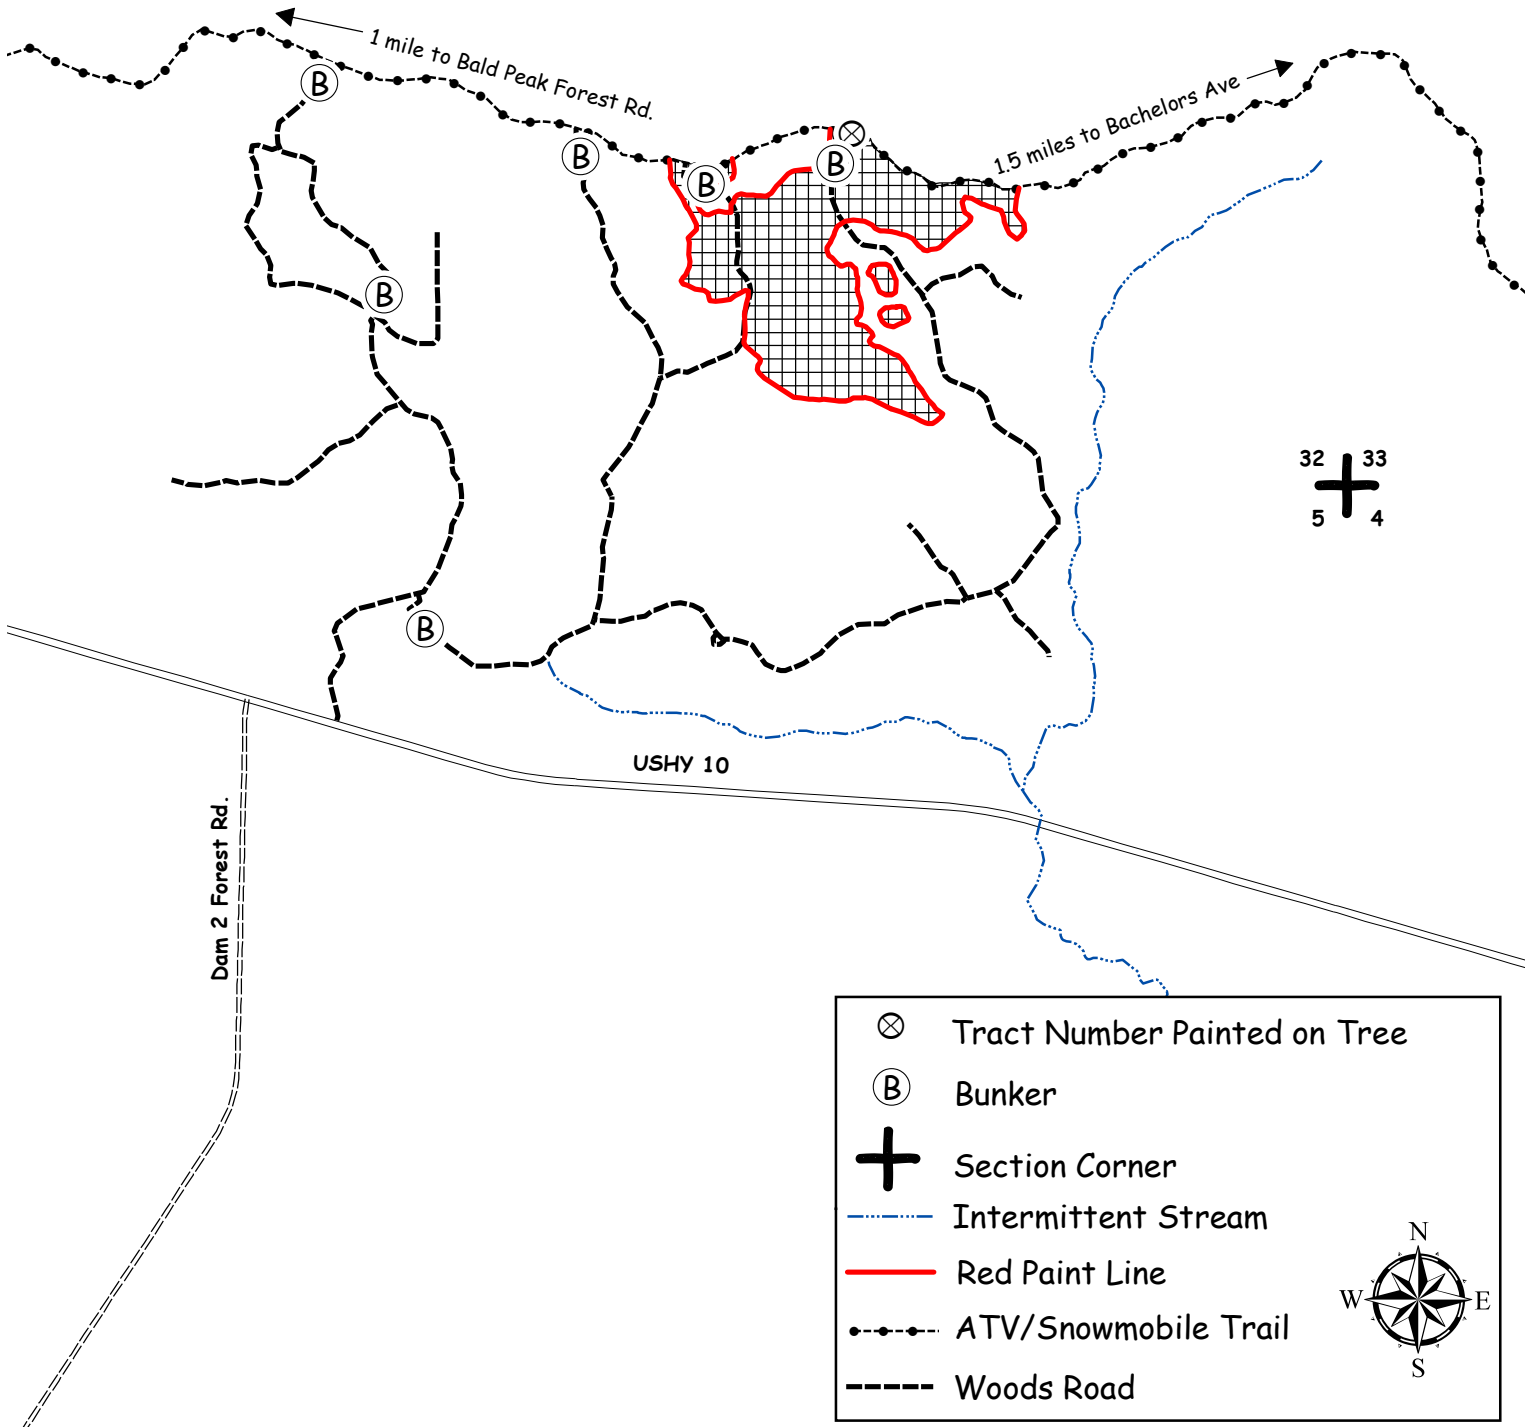 1 mile to Bald Peak Forest Rd.
1.5 miles to Bachelors Ave
B
B
B
B
B
B
32 33
5 4
USHY 10
Dam 2 Forest Rd.
Tract Number Painted on Tree
B Bunker
Section Corner
Intermittent Stream
Red Paint Line
ATV/Snowmobile Trail
Woods Road
N
W E
S